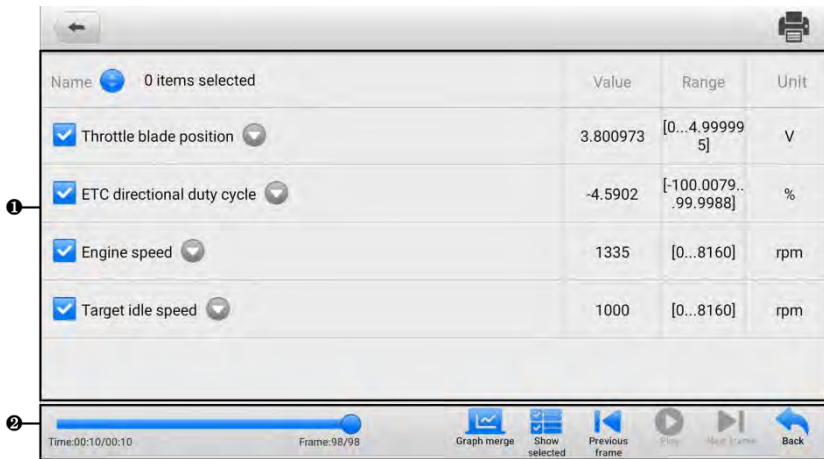 Name 0 items selected Value Range Unit
Throttle blade position 3.800973 [0...4.99999
5] V
ETC directional duty cycle -4.5902 [-100.0079..
.99.9988] %
❶
Engine speed 1335 [0...8160] rpm
Target idle speed 1000 [0...8160] rpm
❷
Time:00:10/00:10 Frame:98/98 Graph merge Show
selected Previous
frame Play Next frame Back